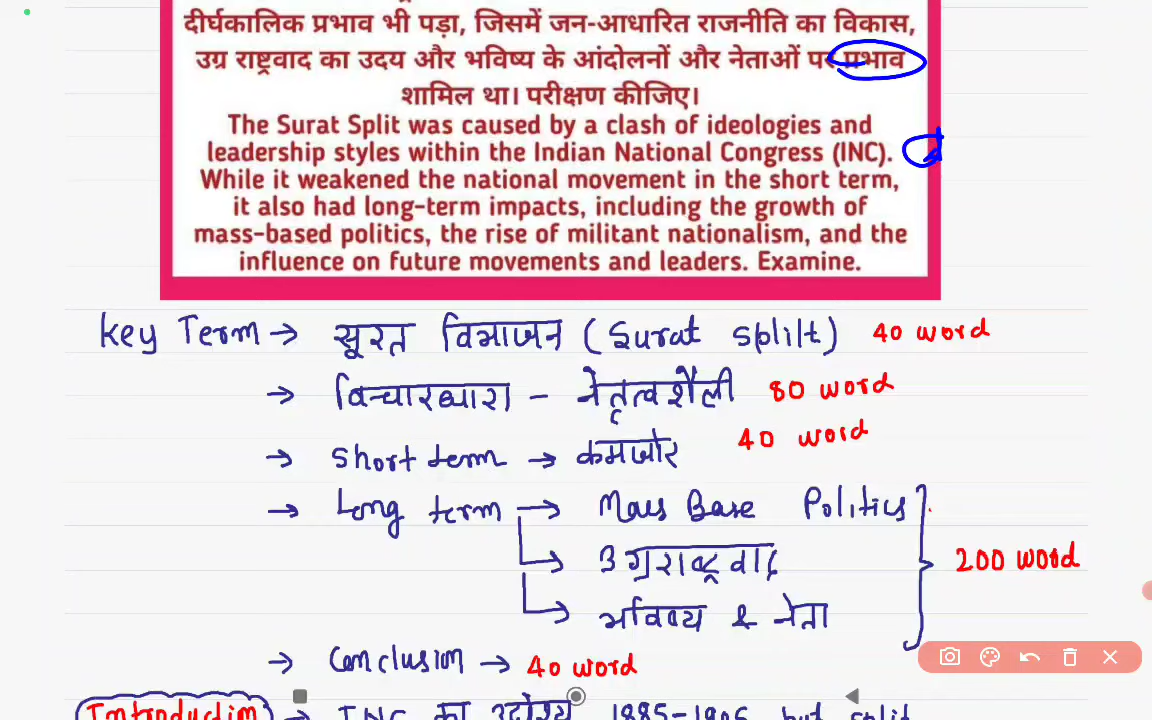 दीर्घकालिक प्रभाव भी पड़ा, जिसमें जन-आधारित राजनीति का विकास,
उग्र राष्ट्रवाद का उदय और भविष्य के आंदोलनों और नेताओं पर प्रभाव
शामिल था। परीक्षण कीजिए।
The Surat Split was caused by a clash of ideologies and
leadership styles within the Indian National Congress (INC).
While it weakened the national movement in the short term,
it also had long-term impacts, including the growth of
mass-based politics, the rise of militant nationalism, and the
influence on future movements and leaders. Examine.
Key Term → सूरत विभाजन (Surat splilt) 40 word
→ विचारधारा - नेतृत्व शैली 80 word
→ short term → कमजोर 40 word
→ Long term → Mass Base Politics
→ उग्रराष्ट्रवाद 200 word
→ भविष्य & नेता
→ Conclusion → 40 word
Introduction → INC का 1885-1905 but split